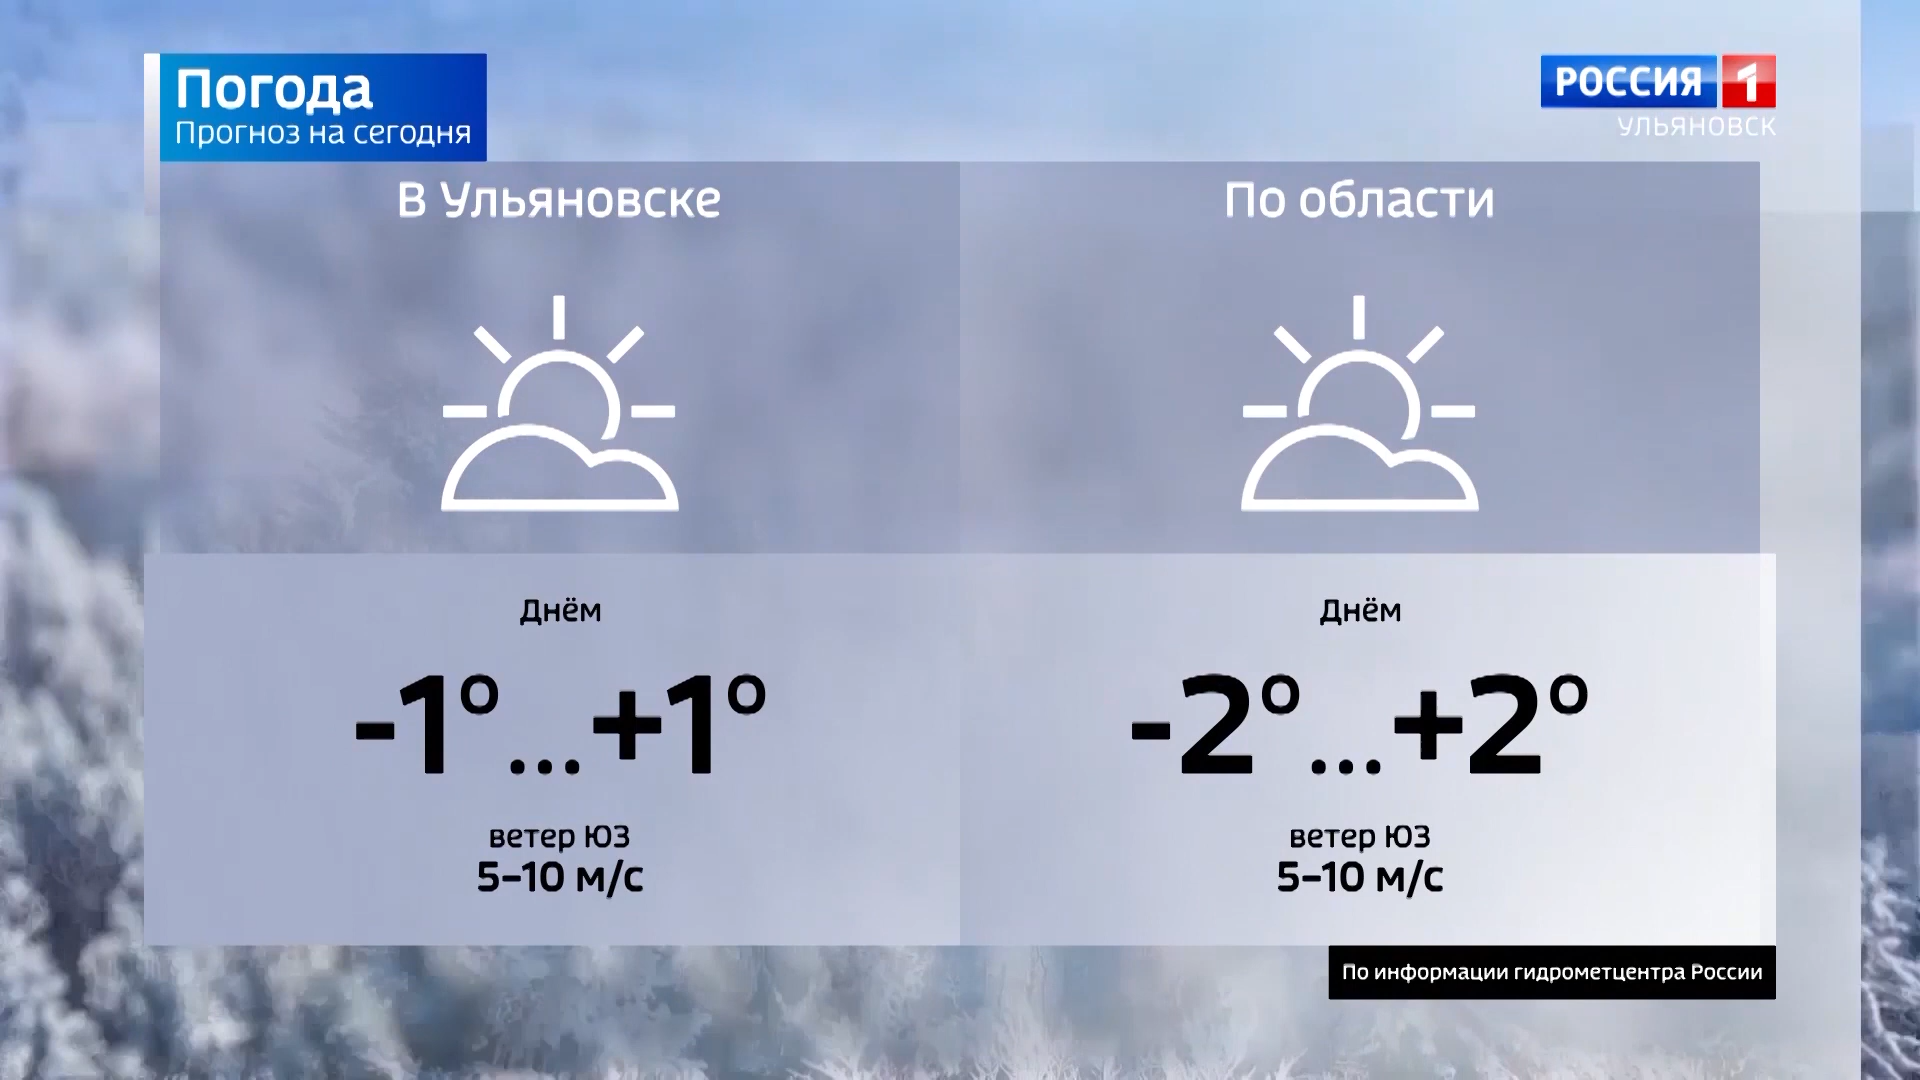 Погода
Прогноз на сегодня
РОССИЯ 1
УЛЬЯНОВСК
В Ульяновске
По области
Днём
-1°...+1°
ветер ЮЗ
5-10 м/с
Днём
-2°...+2°
ветер ЮЗ
5-10 м/с
По информации гидрометцентра России